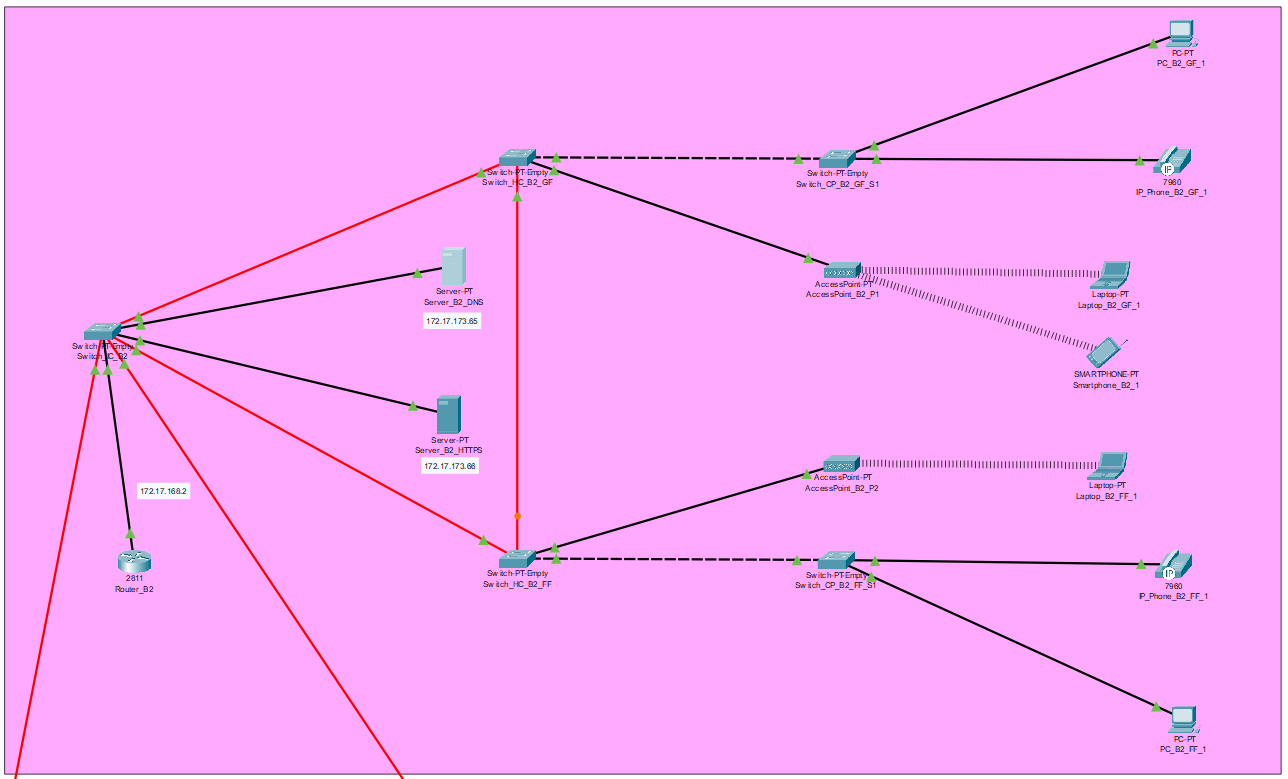 PC-PT
PC_B2_GF_1
Switch-PT-Empty
Switch_HC_B2_GF
Switch-PT-Empty
Switch_CP_B2_GF_S1
IP
7960
IP_Phone_B2_GF_1
Server-PT
Server_B2_DNS
172.17.173.65
AccessPoint-PT
AccessPoint_B2_P1
Laptop-PT
Laptop_B2_GF_1
Switch-PT-Empty
Switch_IC_B2
SMARTPHONE-PT
Smartphone_B2_1
Server-PT
Server_B2_HTTPS
172.17.173.66
AccessPoint-PT
AccessPoint_B2_P2
Laptop-PT
Laptop_B2_FF_1
172.17.168.2
2811
Router_B2
Switch-PT-Empty
Switch_HC_B2_FF
Switch-PT-Empty
Switch_CP_B2_FF_S1
IP
7960
IP_Phone_B2_FF_1
PC-PT
PC_B2_FF_1